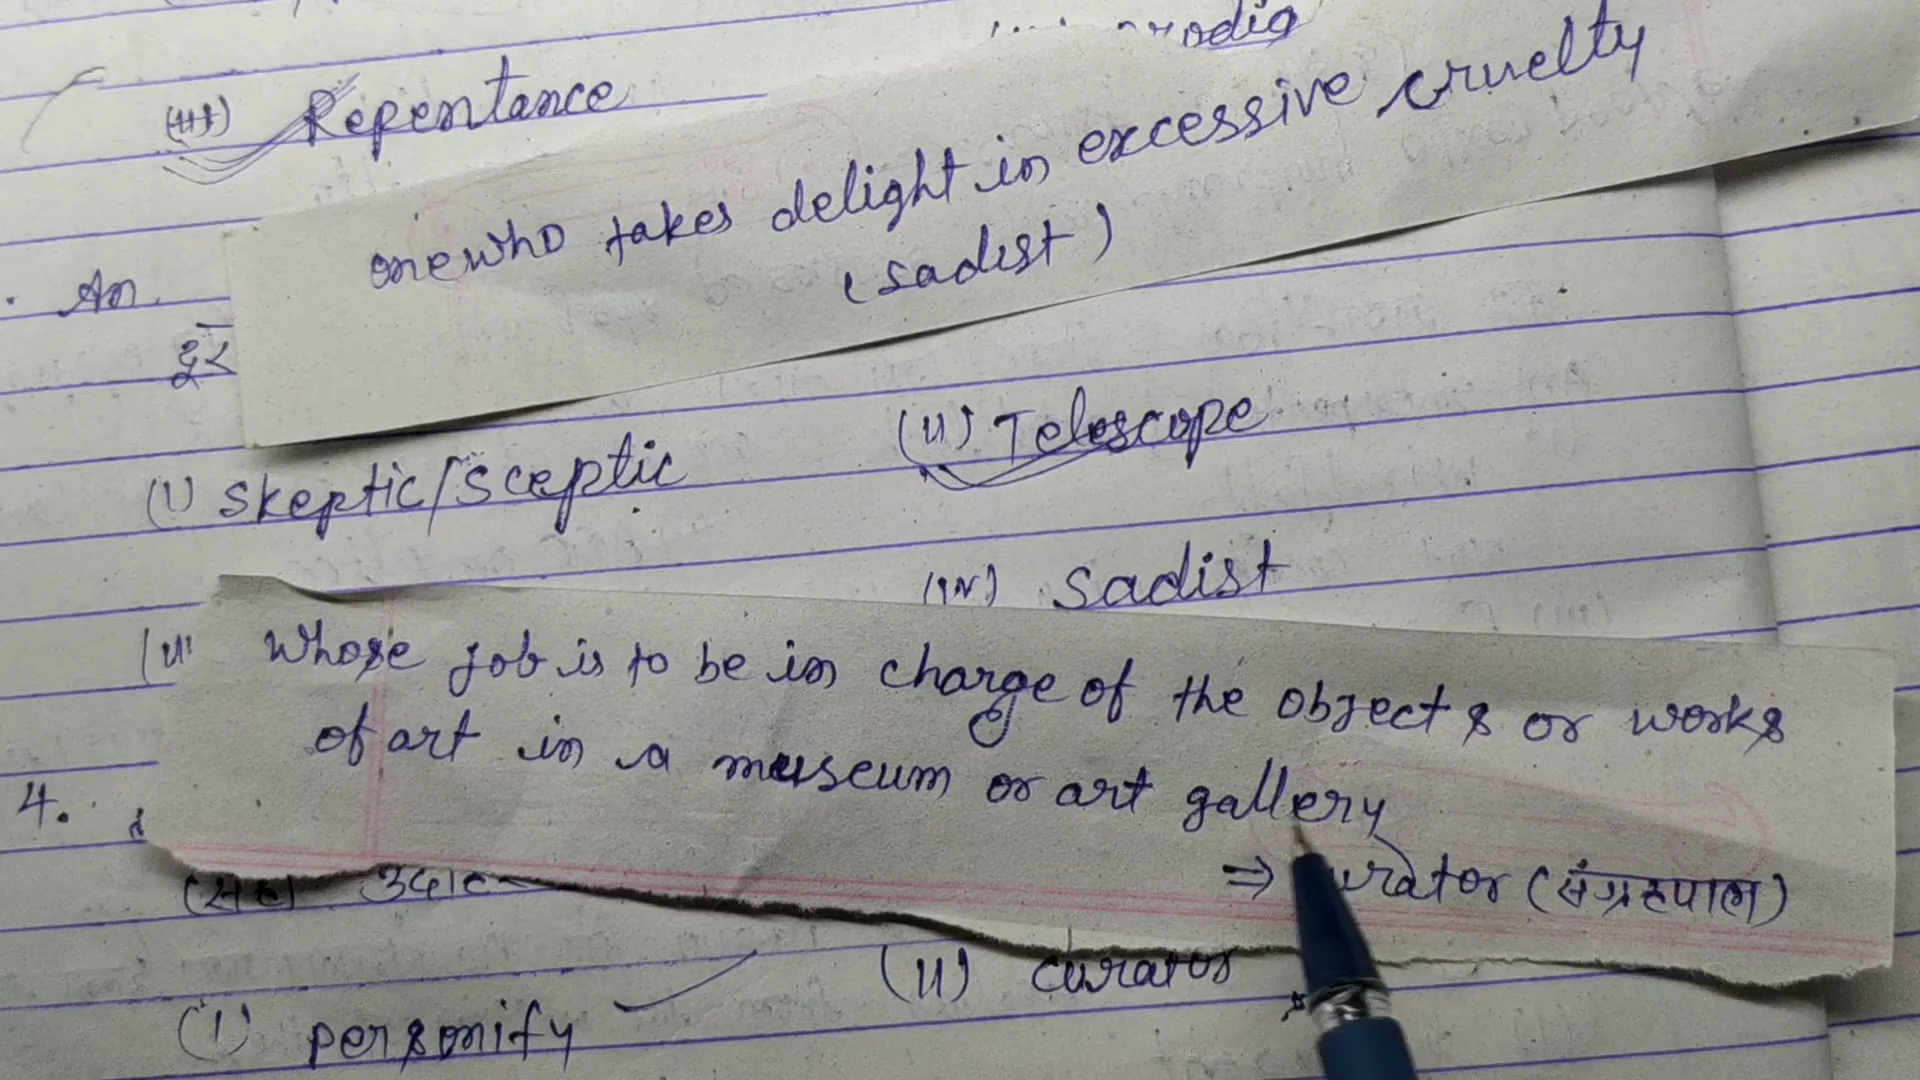 (III) Repentance
one who takes delight in excessive cruelty
(sadist)
An
दूर
(I) Skeptic/Sceptic (II) Telescope
(IV) Sadist
whose job is to be in charge of the objects or works
of art in a museum or art gallery
4.
⇒ curator (संग्रहपाल)
(I) personify (II) curator